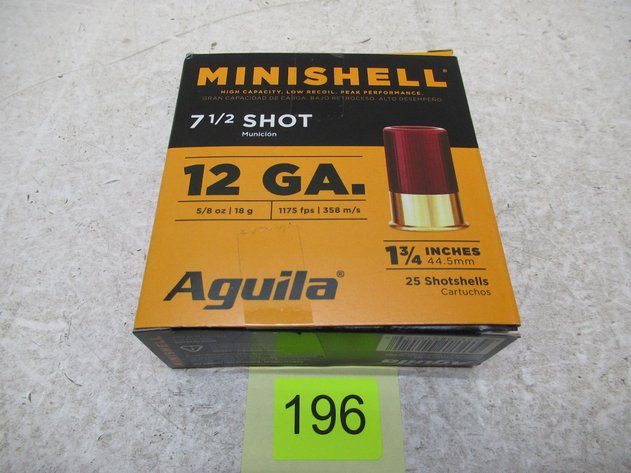 MINISHELL®
HIGH CAPACITY. LOW RECOIL. PEAK PERFORMANCE.
GRAN CAPACIDAD DE CARGA. BAJO RETROCESO. ALTO DESEMPEÑO
7 1/2 SHOT
Munición
12 GA.
5/8 oz | 18 g | 1175 fps | 358 m/s
1 3/4 INCHES
44.5mm
Aguila®
25 Shotshells
Cartuchos
196